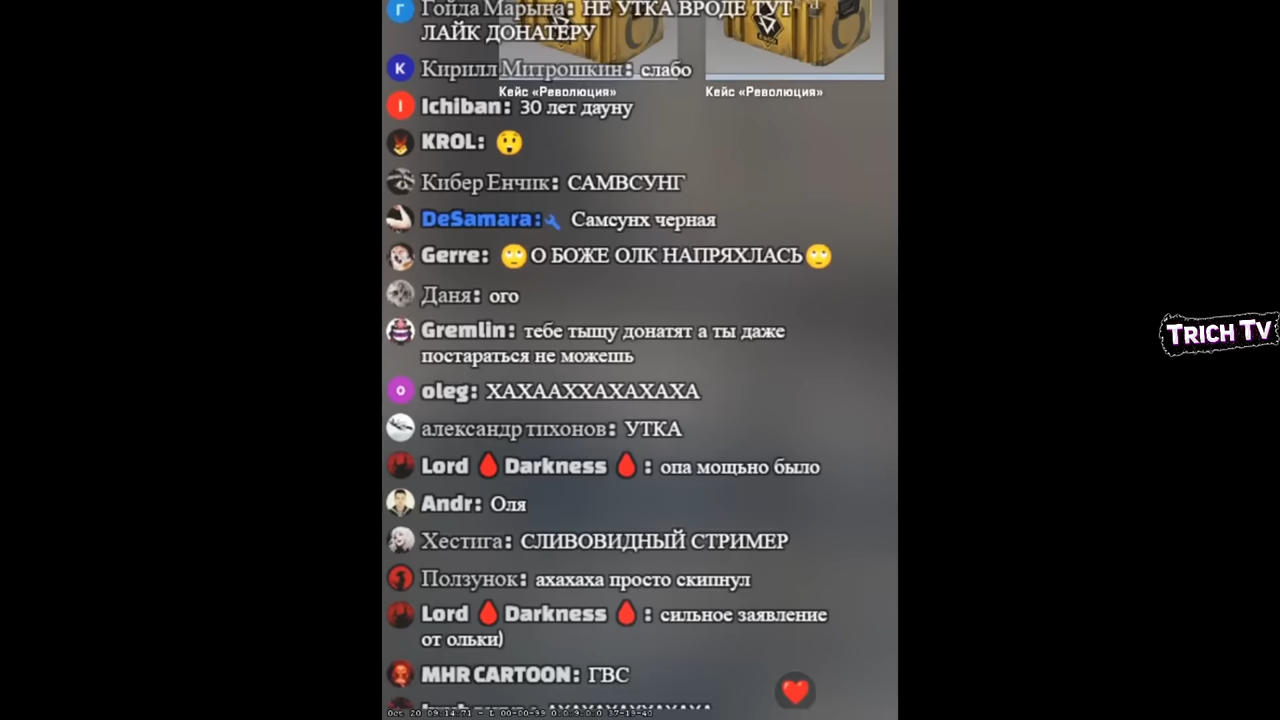 Гойда Марына: НЕ УТКА ВРОДЕ ТУТ
ЛАЙК ДОНАТЕРУ
Кирилл Митрошкин: слабо
Кейс «Революция»
Кейс «Революция»
Ichiban: 30 лет дауну
KROL: 😲
Кибер Енчик: САМВСУНГ
DeSamara: Самсунх черная
Gerre: 🙄О БОЖЕ ОЛК НАПРЯХЛАСЬ🙄
Даня: ого
Gremlin: тебе тыщу донатят а ты даже
постараться не можешь
TRICH TV
oleg: ХАХААХХАХАХАХА
александр тихонов: УТКА
Lord 🩸 Darkness 🩸 : опа мощьно было
Andr: Оля
Хестига: СЛИВОВИДНЫЙ СТРИМЕР
Ползунок: ахахаха просто скипнул
Lord 🩸 Darkness 🩸 : сильное заявление
от ольки)
MHR CARTOON: ГВС